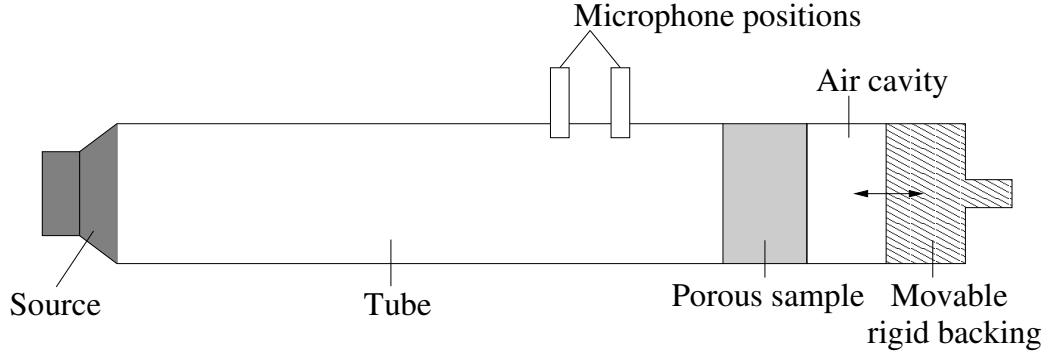 Microphone positions
Air cavity
Source
Tube
Porous sample
Movable
rigid backing